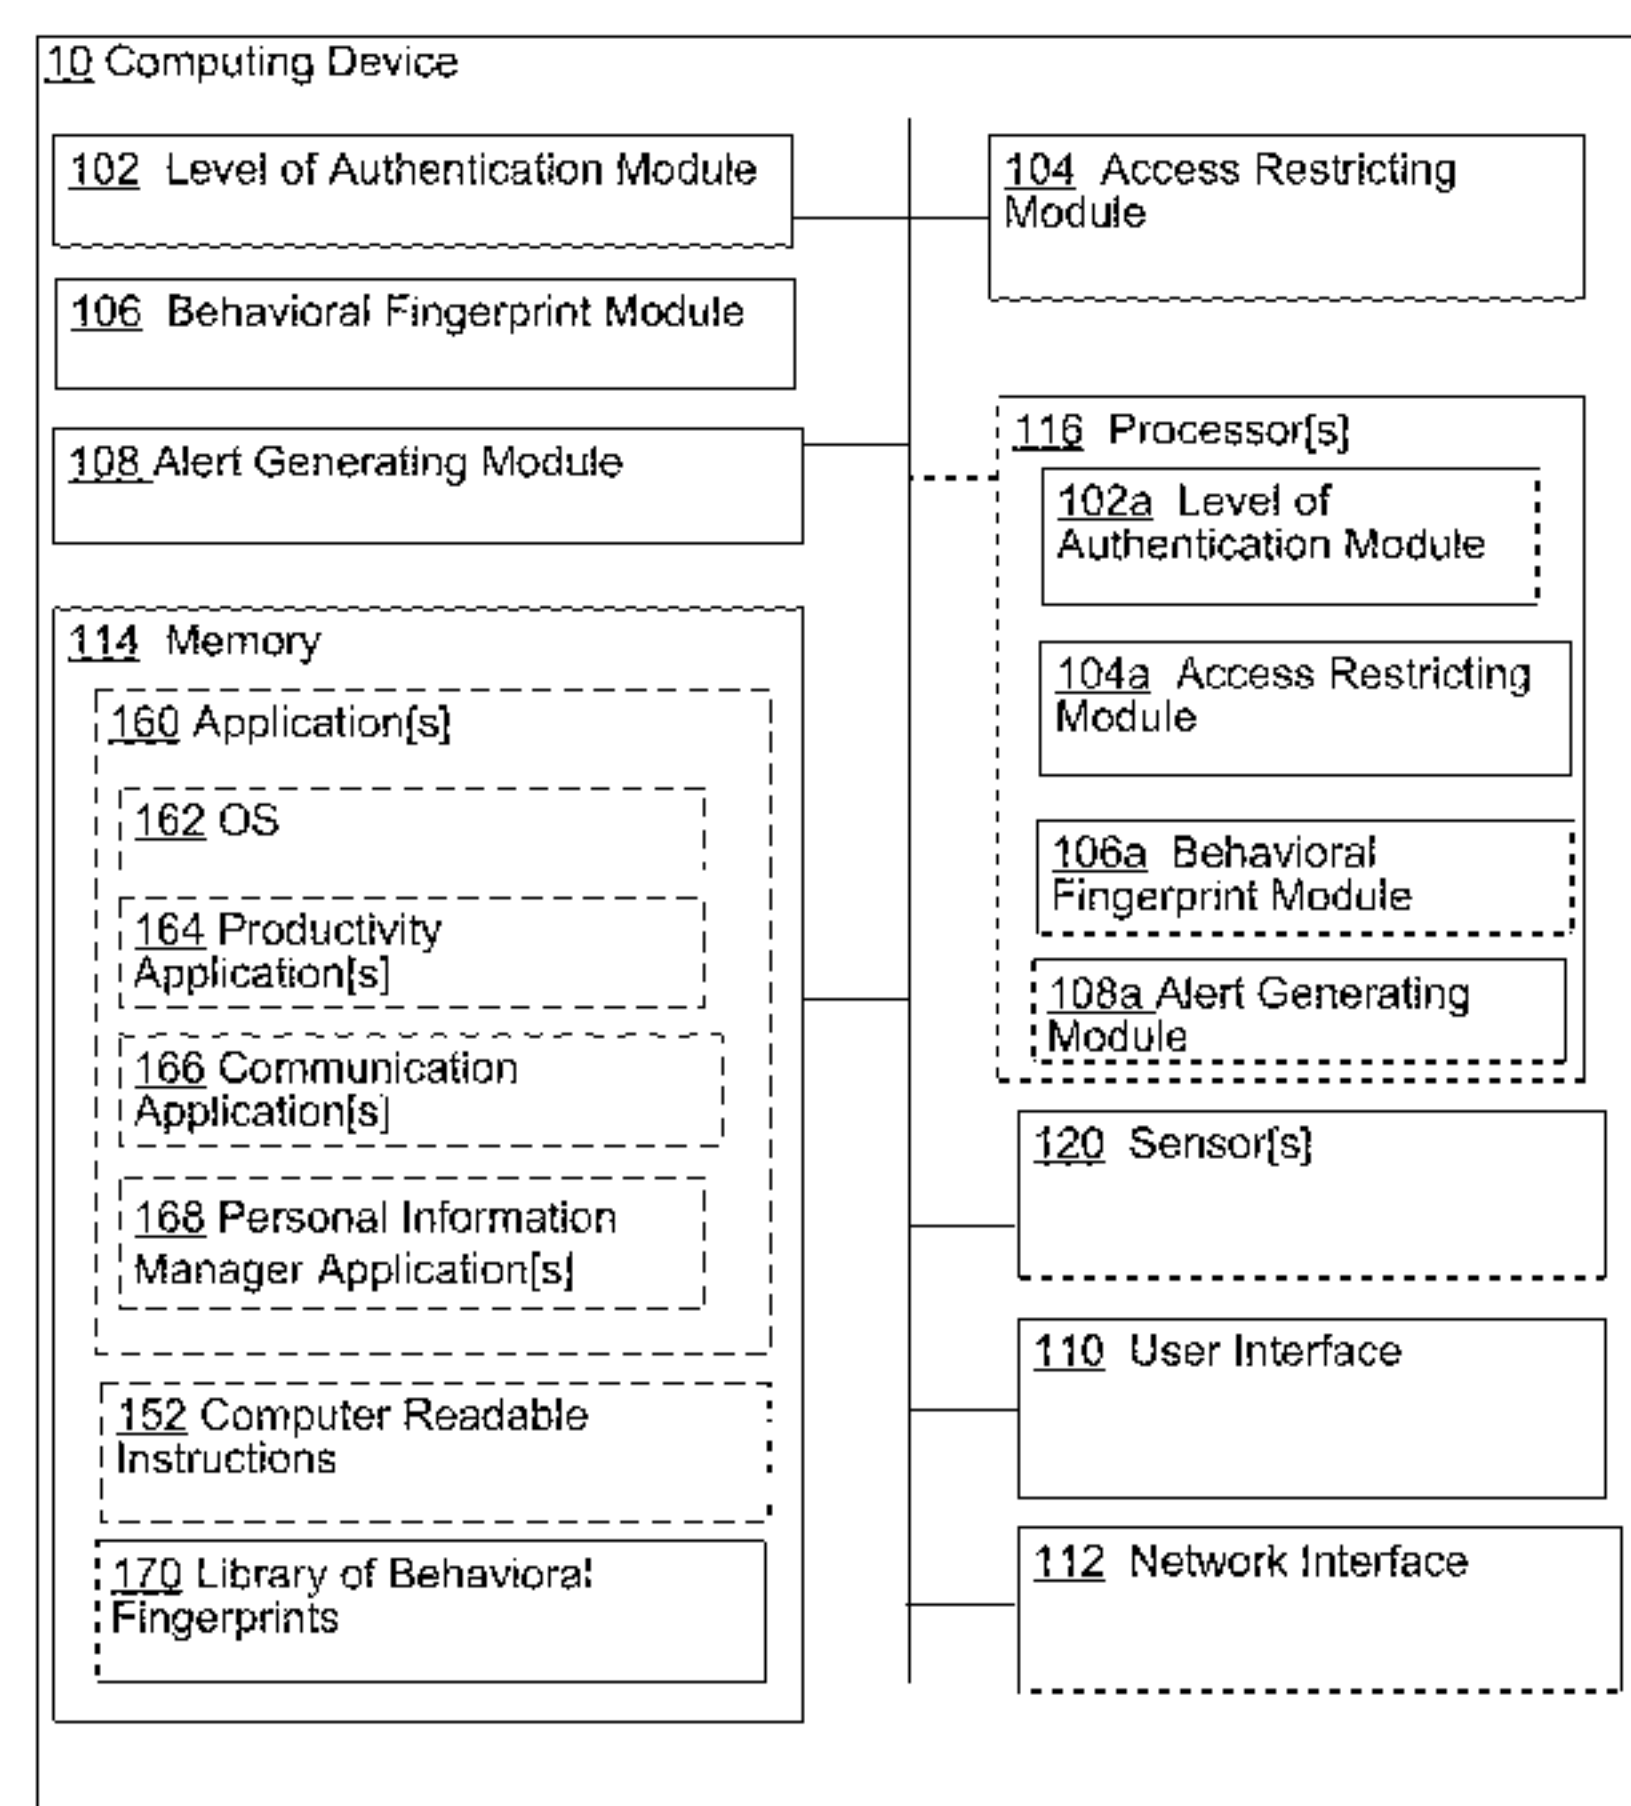 10 Computing Device
102 Level of Authentication Module
104 Access Restricting
Module
106 Behavioral Fingerprint Module
108 Alert Generating Module
116 Processor[s]
102a Level of
Authentication Module
104a Access Restricting
Module
106a Behavioral
Fingerprint Module
108a Alert Generating
Module
114 Memory
160 Application[s]
162 OS
164 Productivity
Application[s]
166 Communication
Application[s]
168 Personal Information
Manager Application[s]
152 Computer Readable
Instructions
170 Library of Behavioral
Fingerprints
120 Sensor[s]
110 User Interface
112 Network Interface